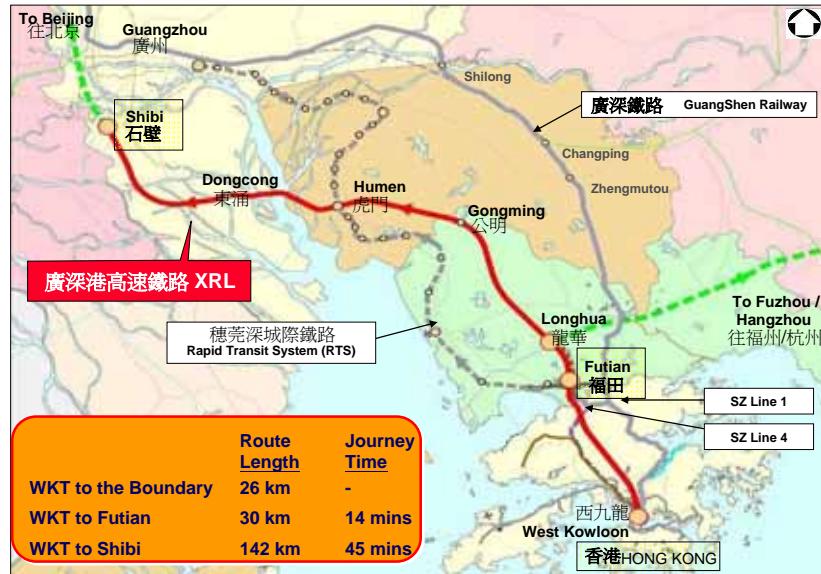 To Beijing
往北京
Guangzhou
廣州
Shilong
Shibi
石壁
廣深鐵路 GuangShen Railway
Changping
Zhengmutou
Dongcong
東涌
Humen
虎門
Gongming
公明
廣深港高速鐵路 XRL
To Fuzhou /
Hangzhou
往福州/杭州
Longhua
龍華
穗莞深城際鐵路
Rapid Transit System (RTS)
Futian
福田
SZ Line 1
SZ Line 4
Route Journey
Length Time
WKT to the Boundary 26 km -
WKT to Futian 30 km 14 mins
WKT to Shibi 142 km 45 mins
西九龍
West Kowloon
香港HONG KONG